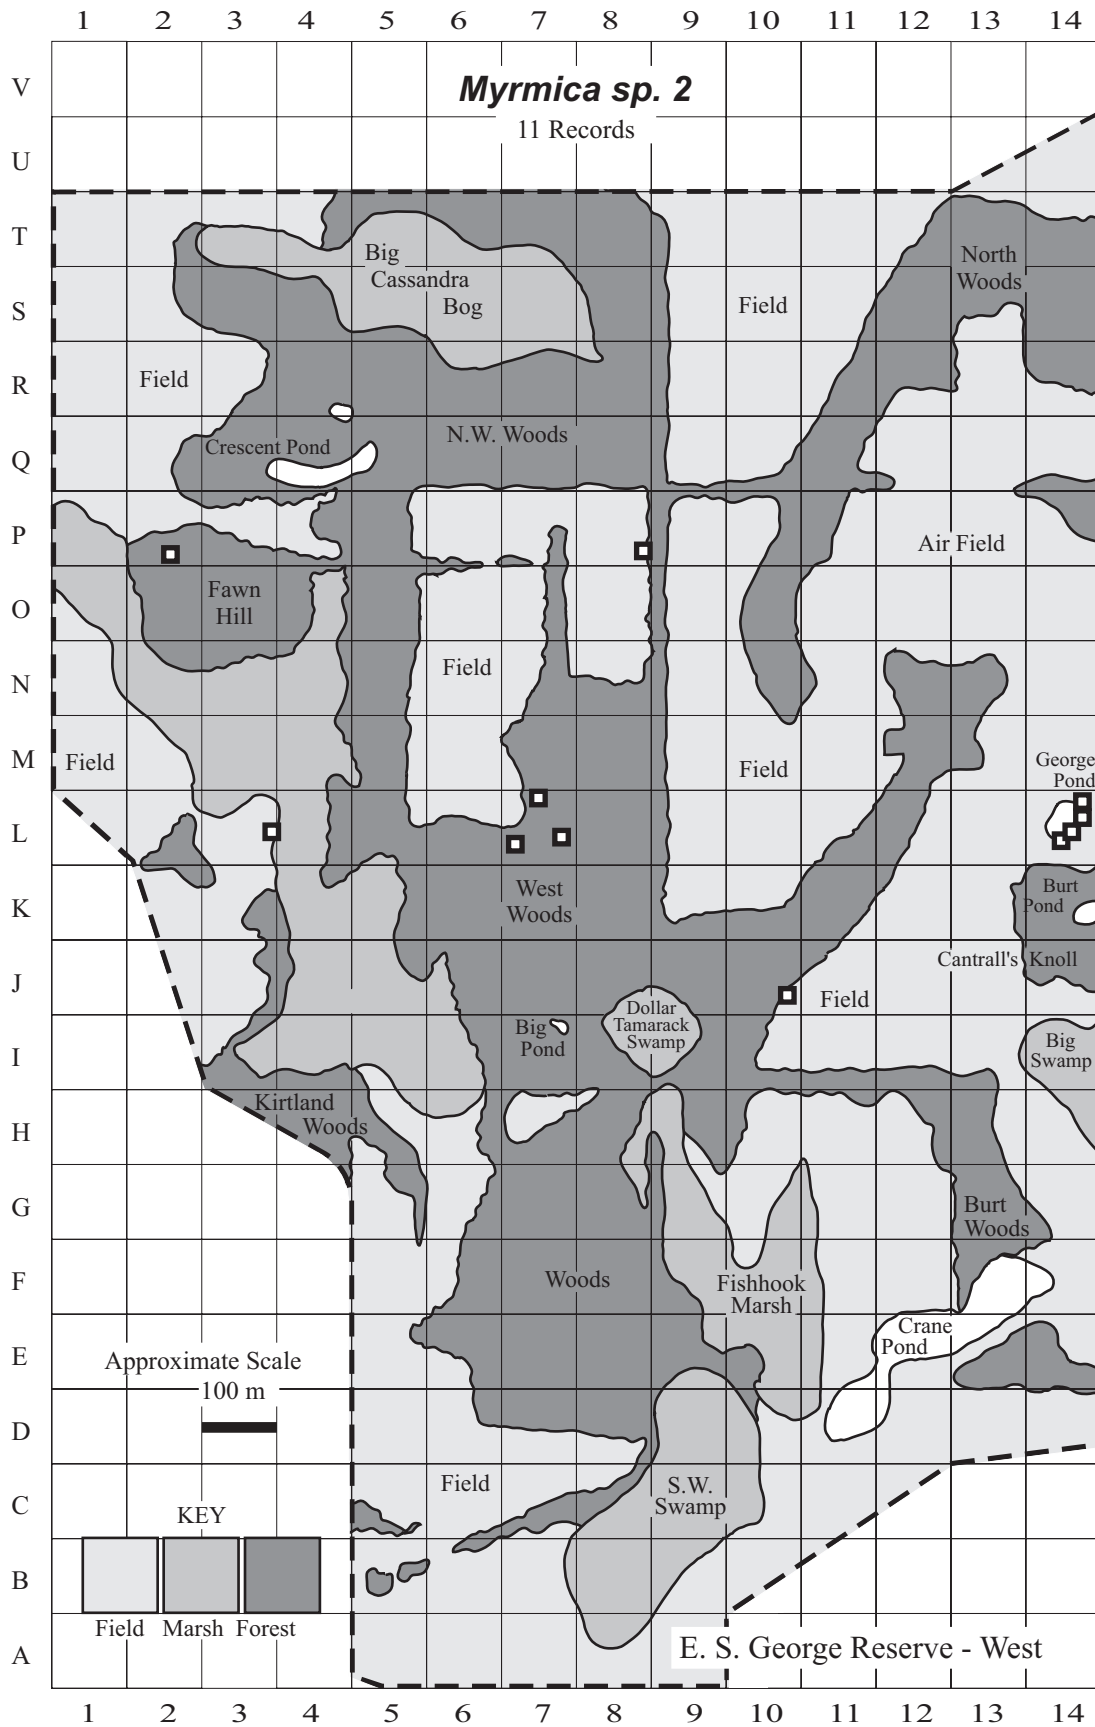 1 2 3 4 5 6 7 8 9 10 11 12 13 14
V
Myrmica sp. 2
11 Records
U
T
Big
Cassandra
Bog
North
Woods
S
Field
R
Field
N.W. Woods
Crescent Pond
Q
P
Air Field
O
Fawn
Hill
N
Field
M
Field
Field
George
Pond
L
K
West
Woods
Burt
Pond
J
Cantrall's Knoll
Field
Dollar
Tamarack
Swamp
Big
Pond
I
Big
Swamp
H
Kirtland
Woods
G
Burt
Woods
F
Woods
Fishhook
Marsh
E
Crane
Pond
Approximate Scale
100 m
D
C
Field
S.W.
Swamp
KEY
B
Field Marsh Forest
A
E. S. George Reserve - West
1 2 3 4 5 6 7 8 9 10 11 12 13 14